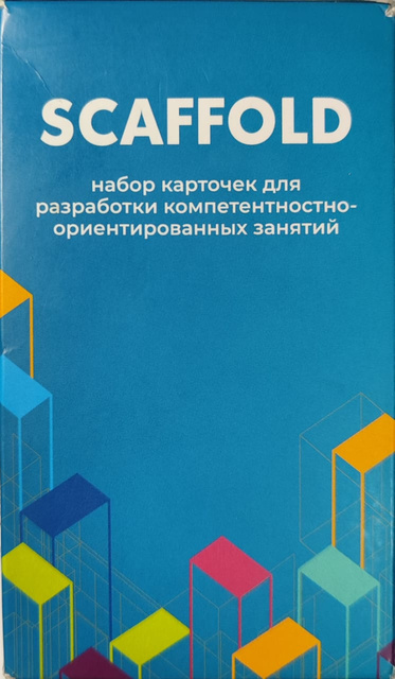 SCAFFOLD
набор карточек для
разработки компетентностно-
ориентированных занятий